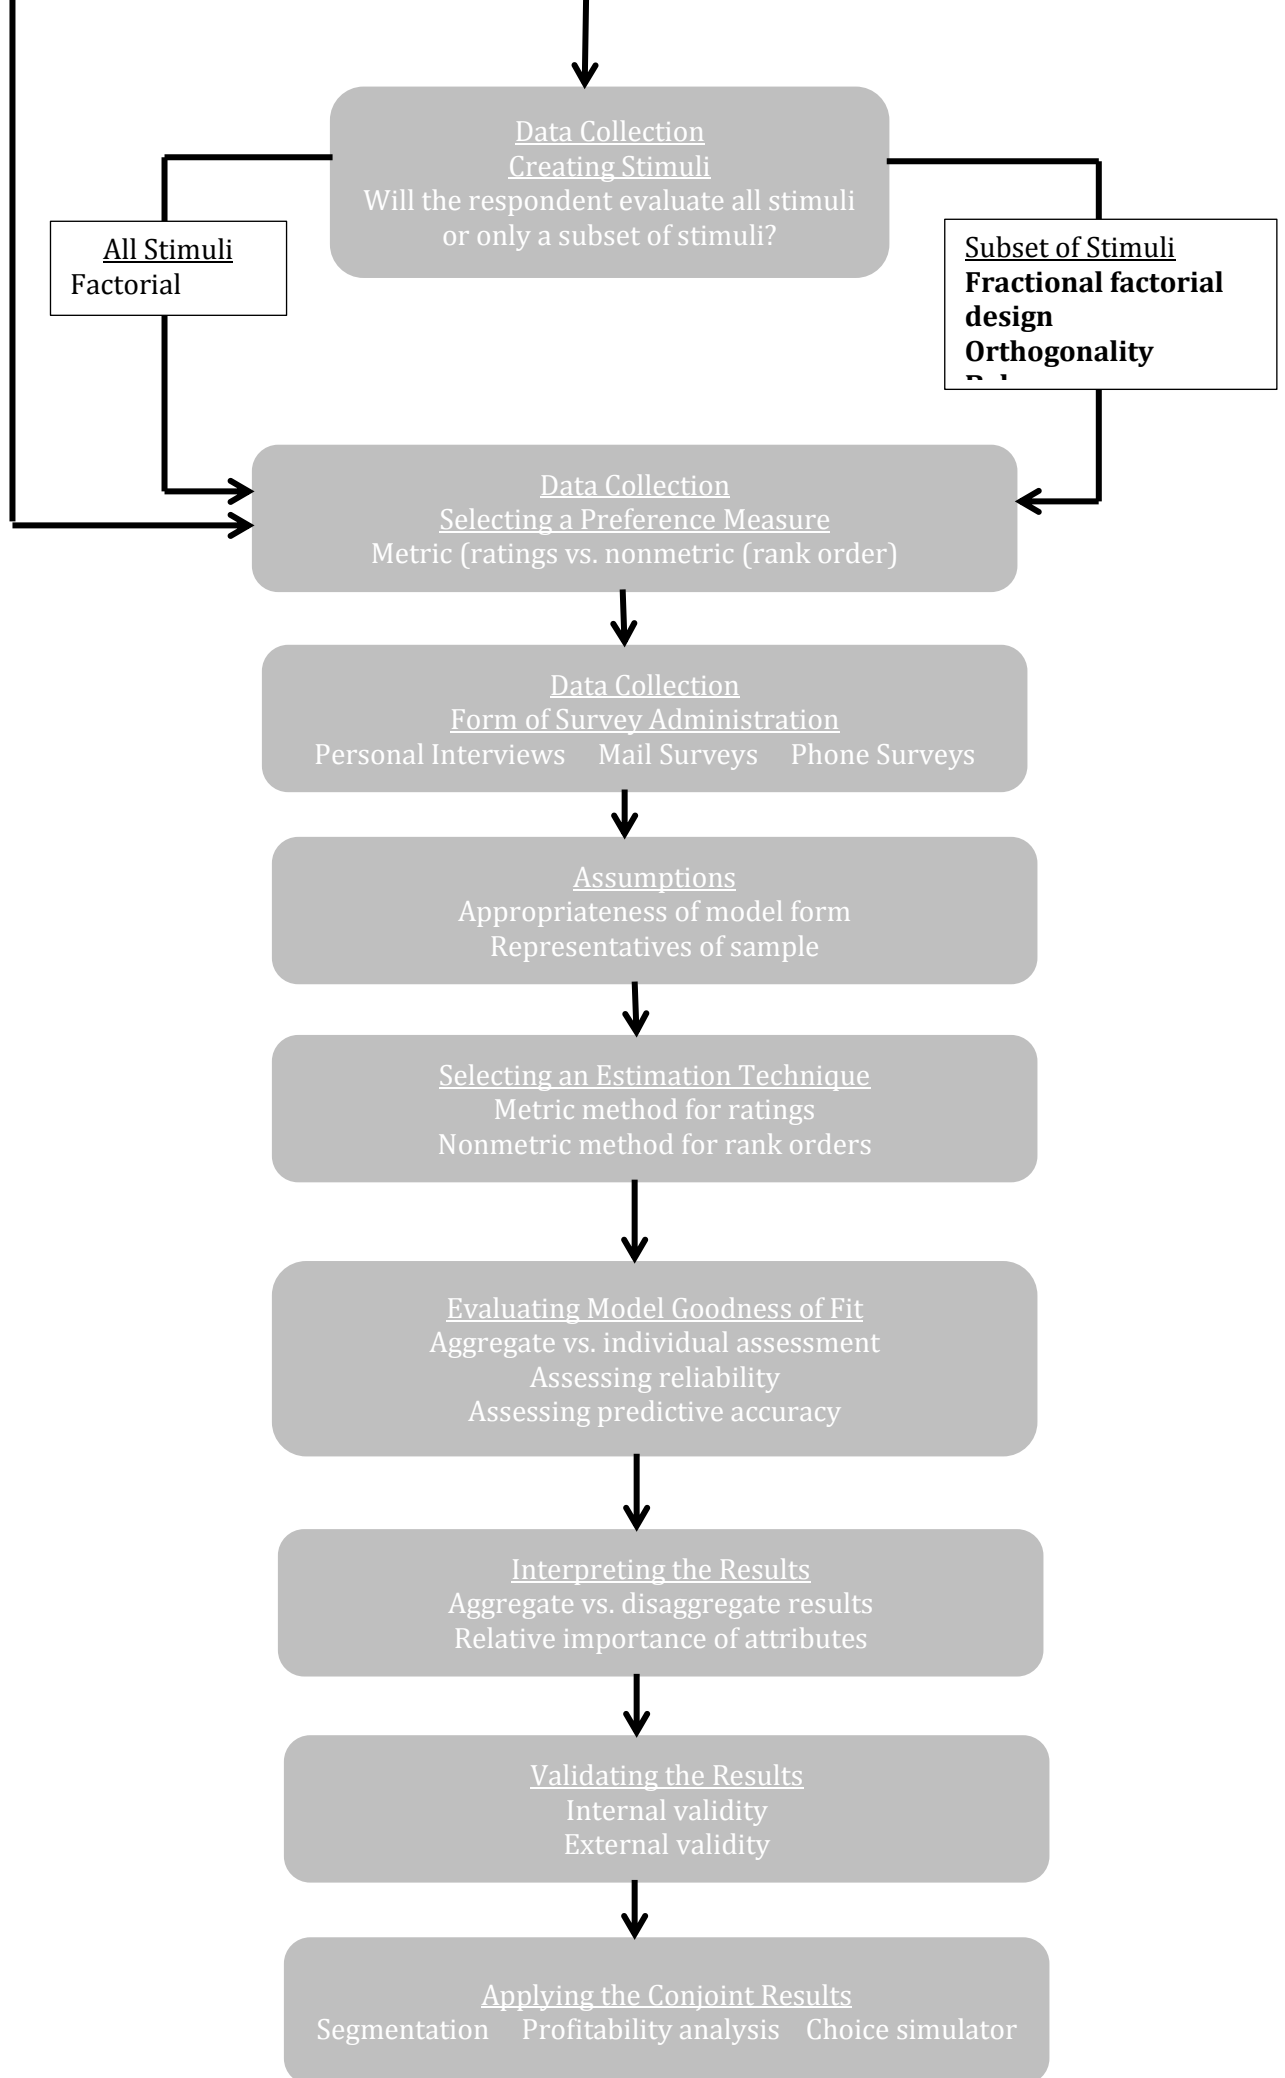 Data Collection
Creating Stimuli
Will the respondent evaluate all stimuli
or only a subset of stimuli?
All Stimuli
Factorial
Subset of Stimuli
Fractional factorial
design
Orthogonality
Data Collection
Selecting a Preference Measure
Metric (ratings vs. nonmetric (rank order)
Data Collection
Form of Survey Administration
Personal Interviews Mail Surveys Phone Surveys
Assumptions
Appropriateness of model form
Representatives of sample
Selecting an Estimation Technique
Metric method for ratings
Nonmetric method for rank orders
Evaluating Model Goodness of Fit
Aggregate vs. individual assessment
Assessing reliability
Assessing predictive accuracy
Interpreting the Results
Aggregate vs. disaggregate results
Relative importance of attributes
Validating the Results
Internal validity
External validity
Applying the Conjoint Results
Segmentation Profitability analysis Choice simulator